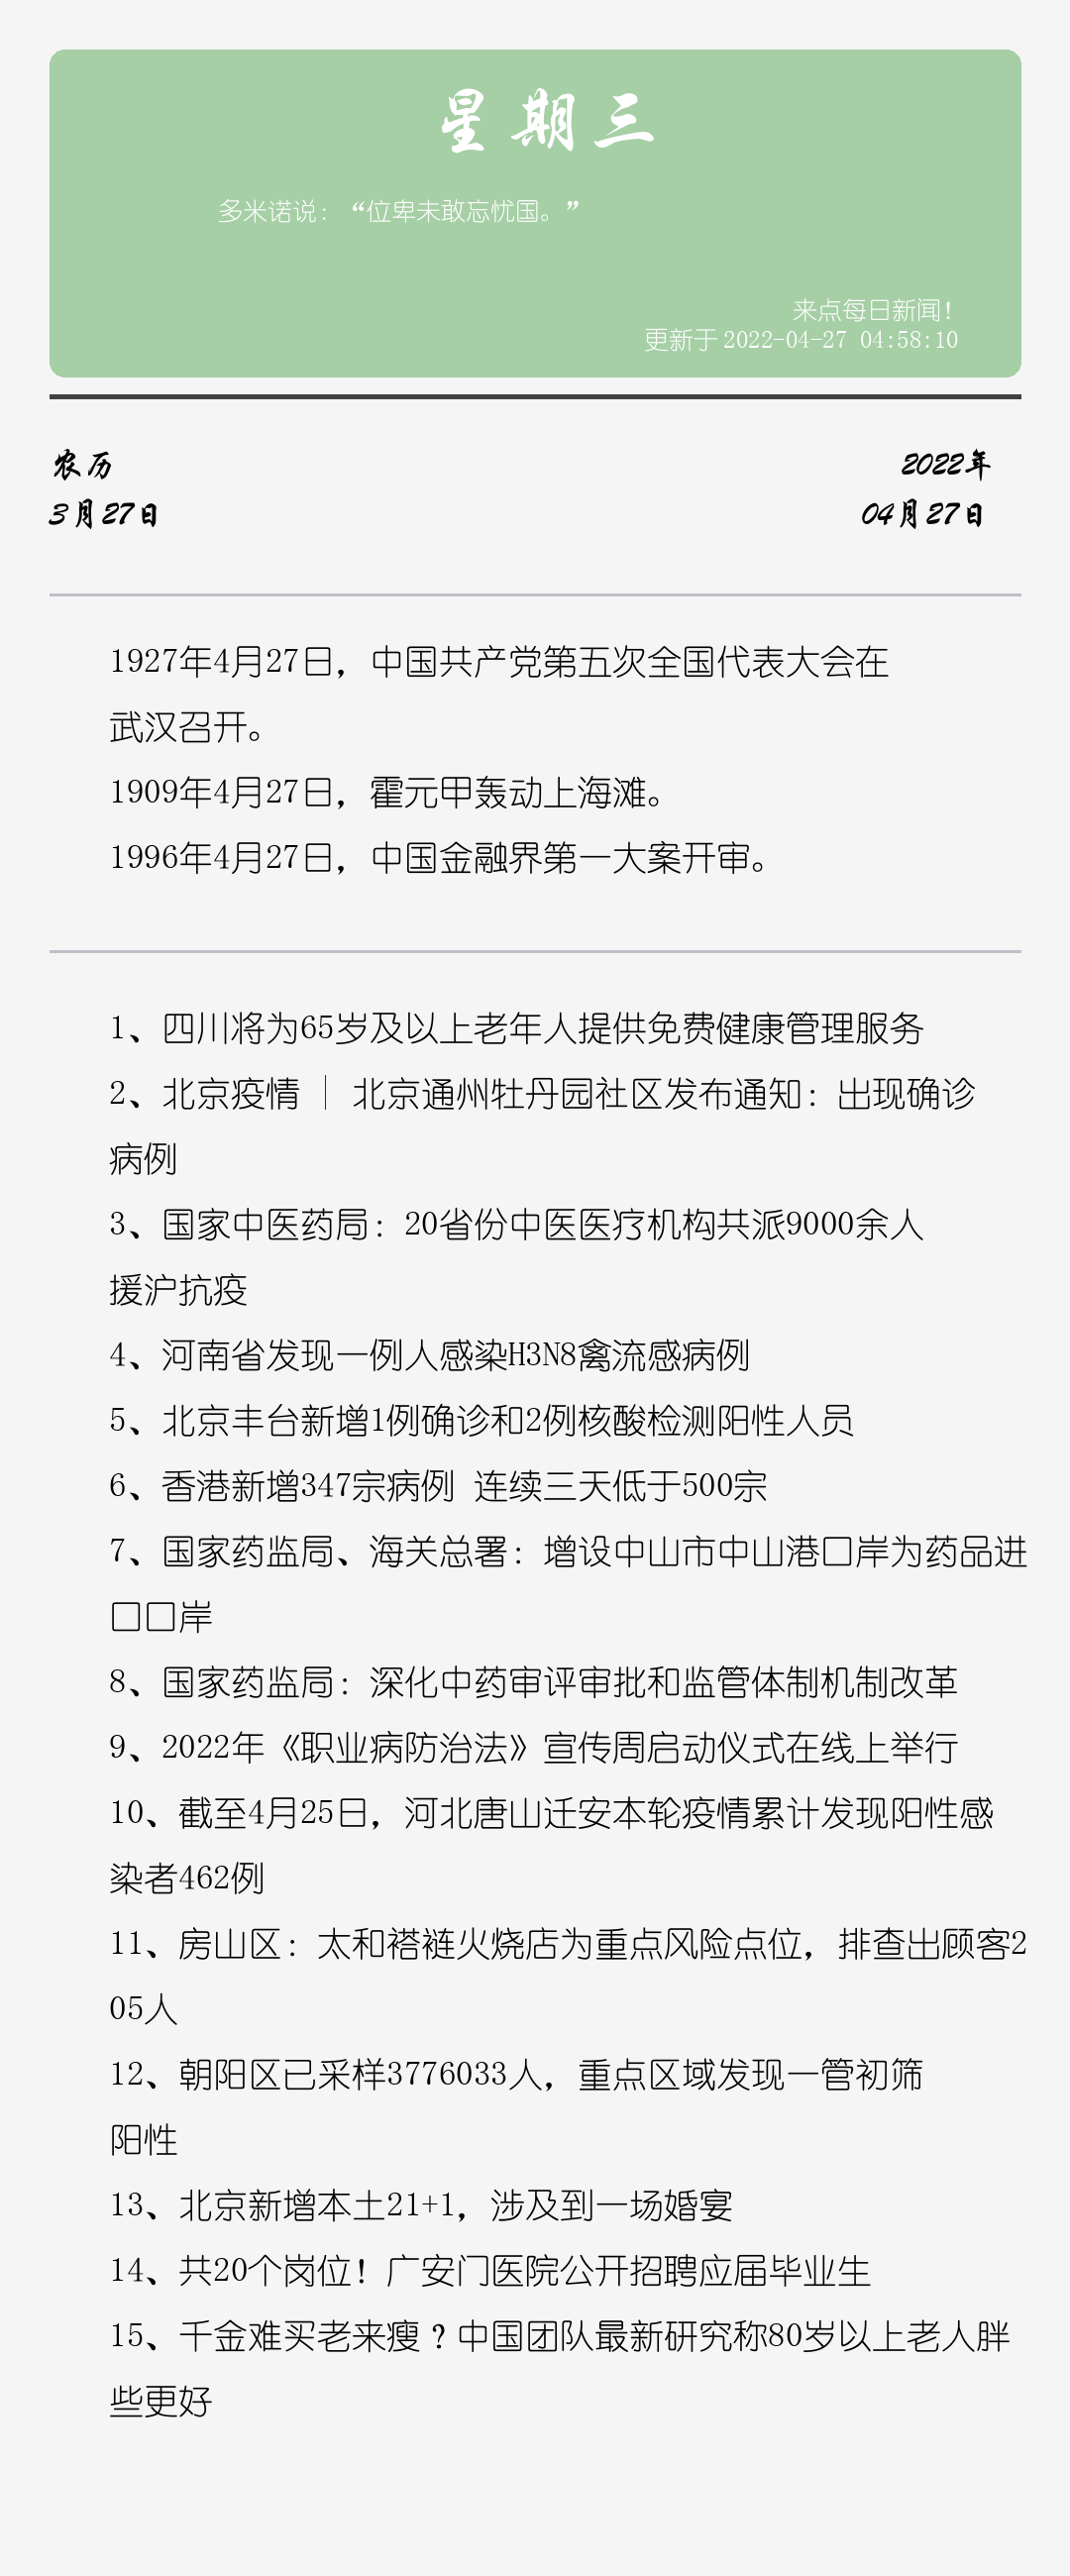 星期三
多米诺说：“位卑未敢忘忧国。”
来点每日新闻！
更新于 2022-04-27 04:58:10
农历
2022年
3月27日
04月27日
1927年4月27日，中国共产党第五次全国代表大会在
武汉召开。
1909年4月27日，霍元甲轰动上海滩。
1996年4月27日，中国金融界第一大案开审。
1、四川将为65岁及以上老年人提供免费健康管理服务
2、北京疫情 ｜ 北京通州牡丹园社区发布通知：出现确诊
病例
3、国家中医药局：20省份中医医疗机构共派9000余人
援沪抗疫
4、河南省发现一例人感染H3N8禽流感病例
5、北京丰台新增1例确诊和2例核酸检测阳性人员
6、香港新增347宗病例 连续三天低于500宗
7、国家药监局、海关总署：增设中山市中山港口岸为药品进
口口岸
8、国家药监局：深化中药审评审批和监管体制机制改革
9、2022年《职业病防治法》宣传周启动仪式在线上举行
10、截至4月25日，河北唐山迁安本轮疫情累计发现阳性感
染者462例
11、房山区：太和褡裢火烧店为重点风险点位，排查出顾客2
05人
12、朝阳区已采样3776033人，重点区域发现一管初筛
阳性
13、北京新增本土21+1，涉及到一场婚宴
14、共20个岗位！广安门医院公开招聘应届毕业生
15、千金难买老来瘦？中国团队最新研究称80岁以上老人胖
些更好